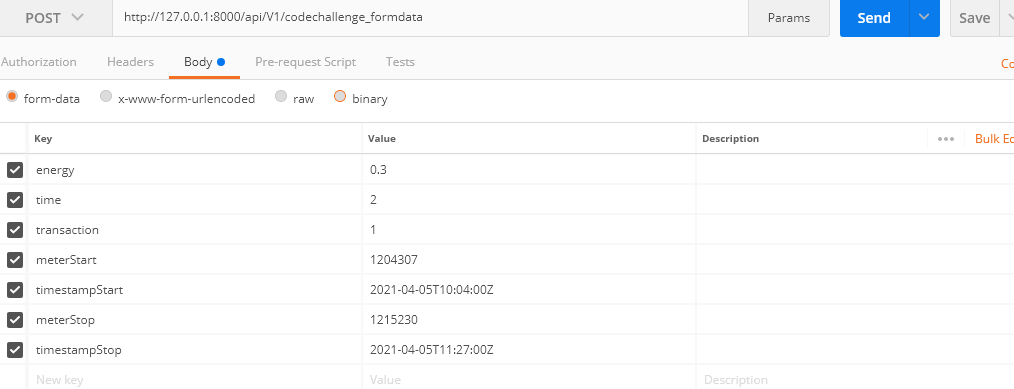 POST http://127.0.0.1:8000/api/V1/codechallenge_formdata Params Send Save
Authorization Headers Body Pre-request Script Tests Co
form-data x-www-form-urlencoded raw binary
Key Value Description ••• Bulk Ec
energy 0.3
time 2
transaction 1
meterStart 1204307
timestampStart 2021-04-05T10:04:00Z
meterStop 1215230
timestampStop 2021-04-05T11:27:00Z
New key Value Description